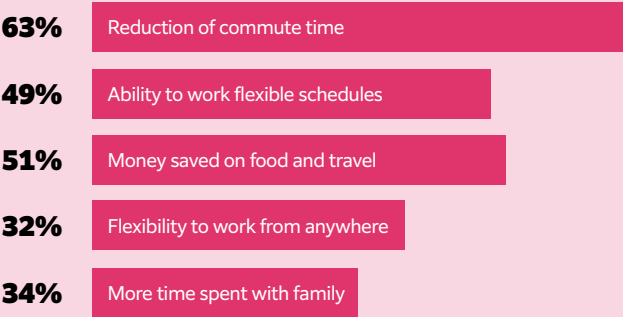 63% Reduction of commute time
49% Ability to work flexible schedules
51% Money saved on food and travel
32% Flexibility to work from anywhere
34% More time spent with family